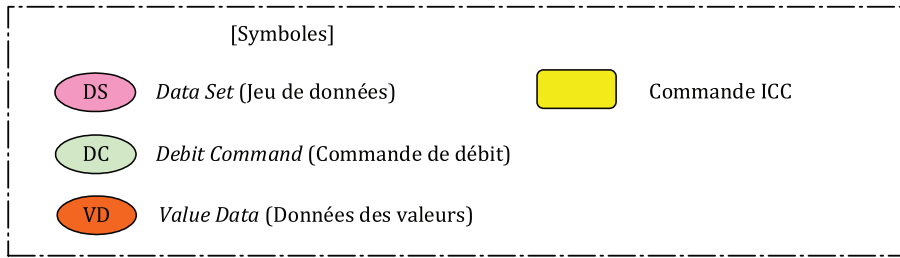 [Symboles]
DS Data Set (Jeu de données)
Commande ICC
DC Debit Command (Commande de débit)
VD Value Data (Données des valeurs)